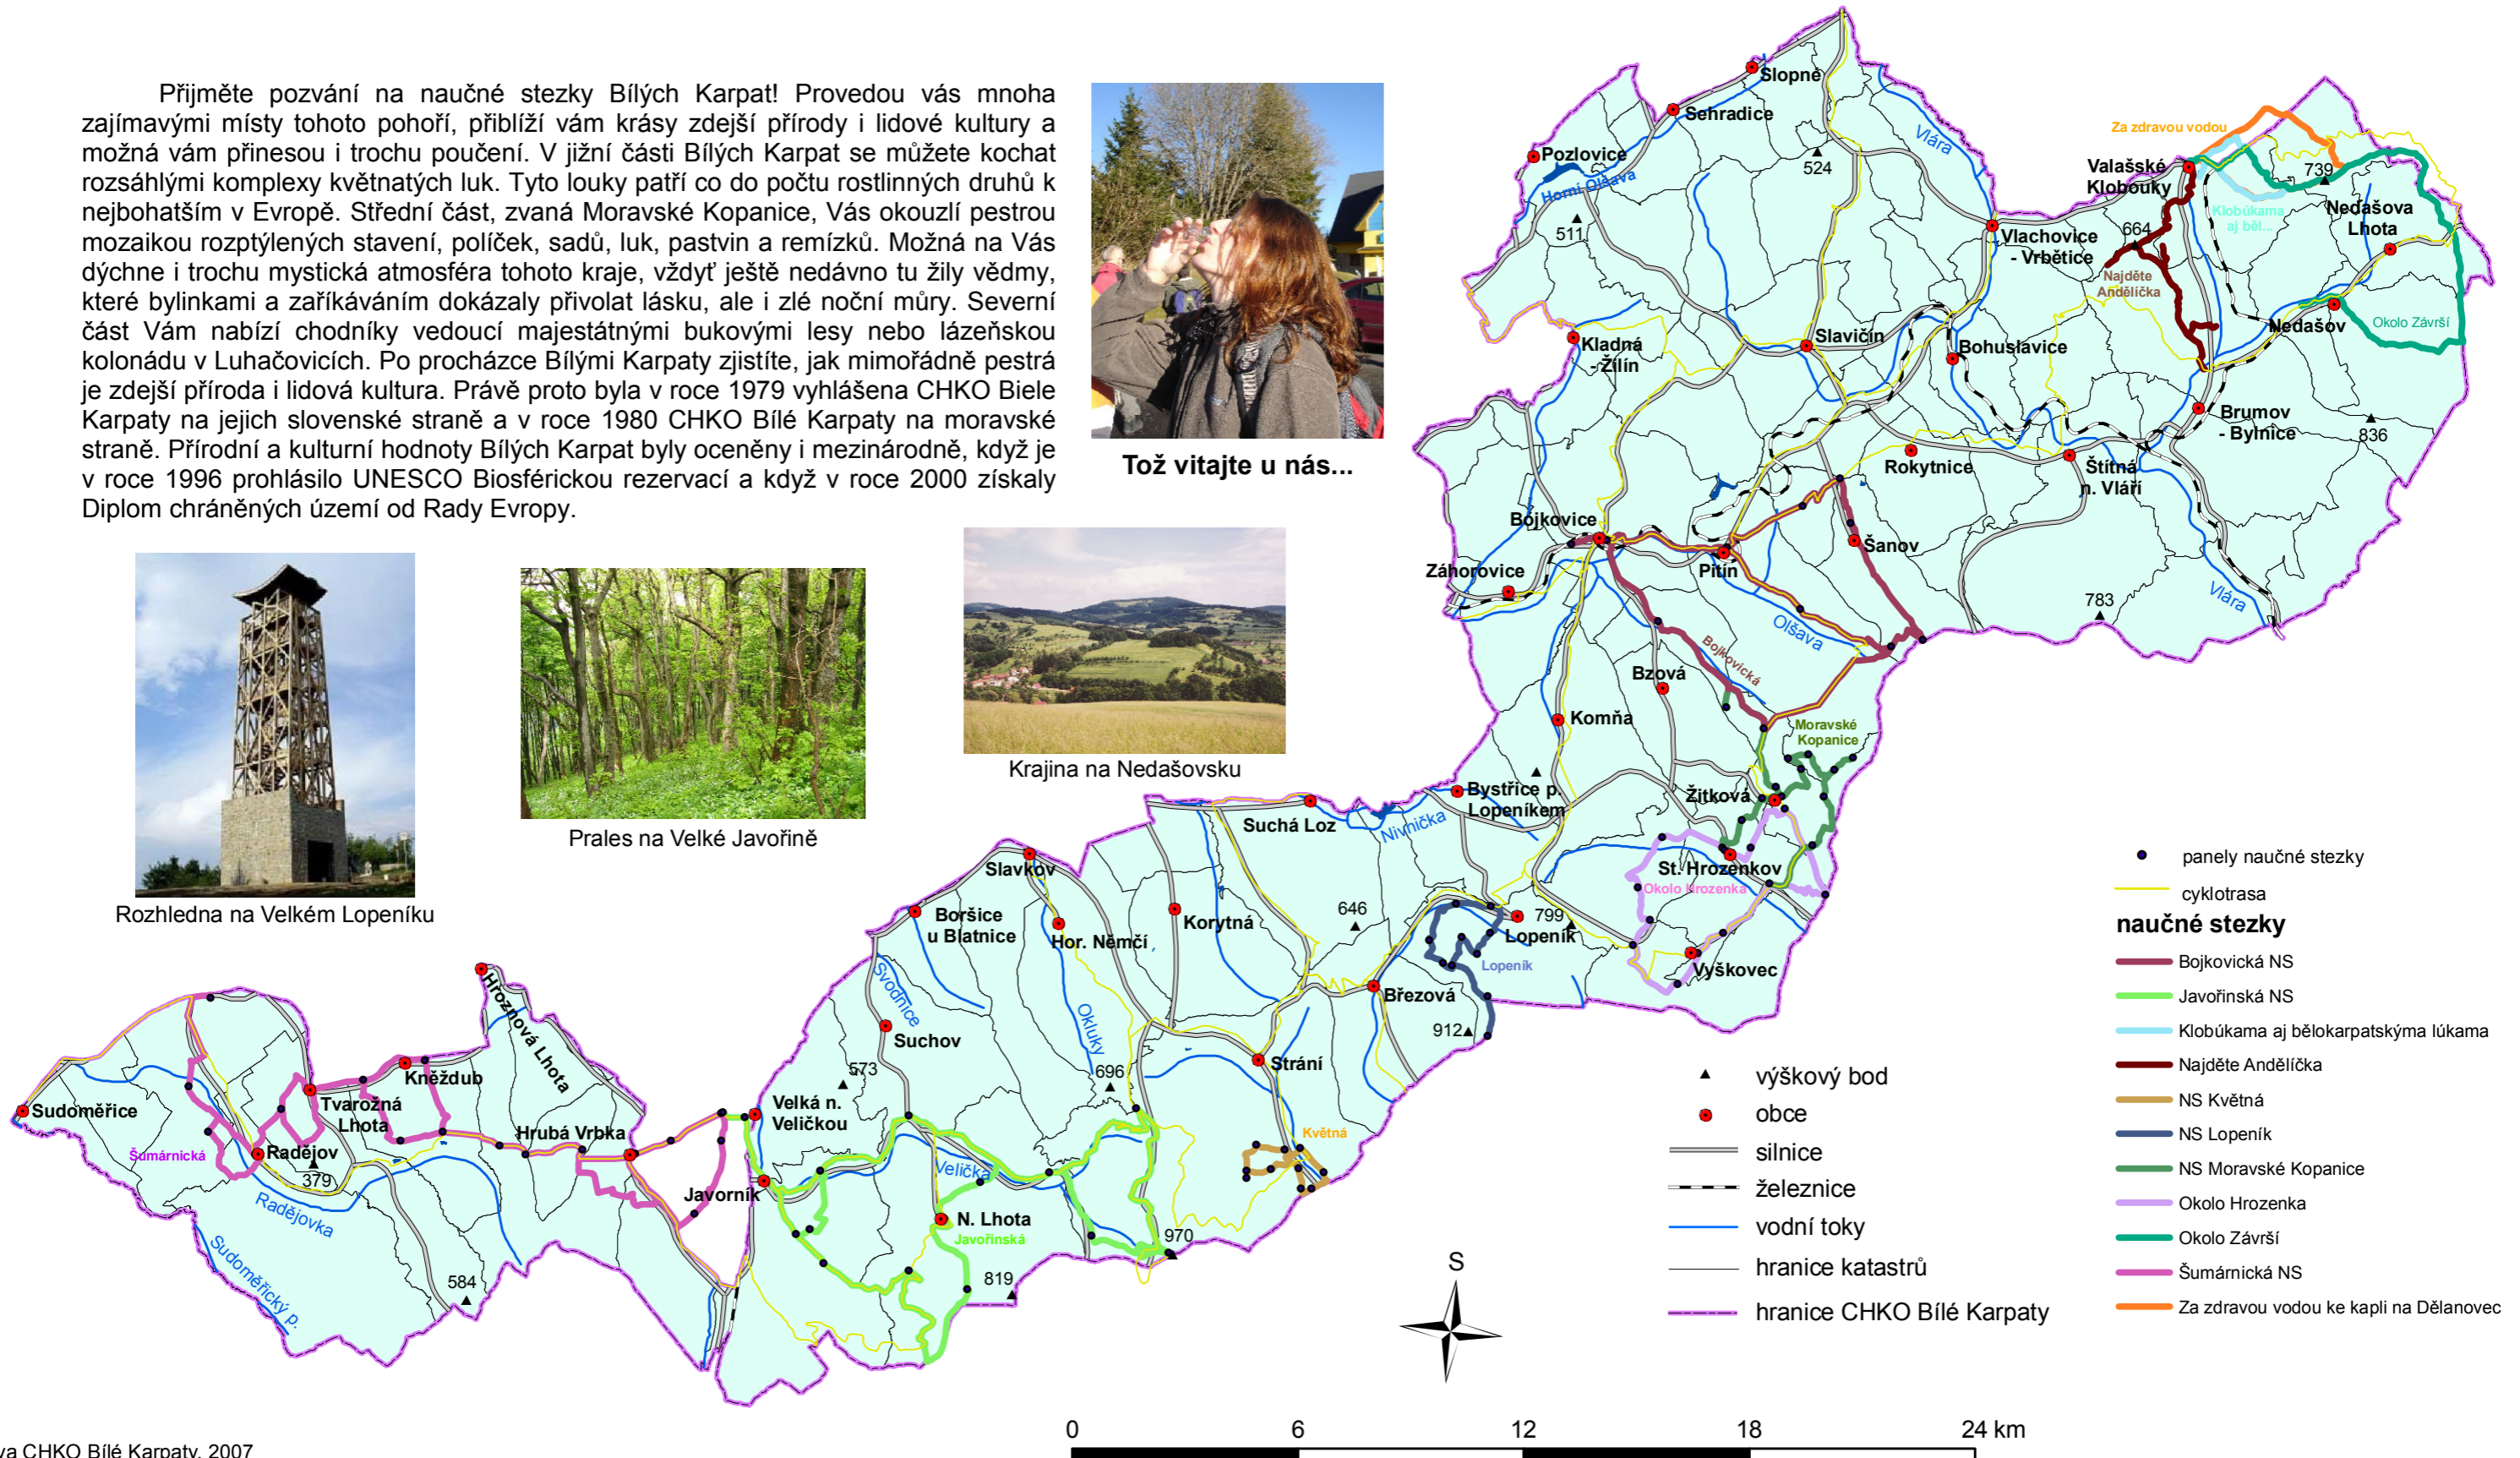 Přijměte pozvání na naučné stezky Bílých Karpat! Provedou vás mnoha
zajímavými místy tohoto pohoří, přiblíží vám krásy zdejší přírody i lidové kultury a
možná vám přinesou i trochu poučení. V jižní části Bílých Karpat se můžete kochat
rozsáhlými komplexy květnatých luk. Tyto louky patří co do počtu rostlinných druhů k
nejbohatším v Evropě. Střední část, zvaná Moravské Kopanice, Vás okouzlí pestrou
mozaikou rozptýlených stavení, políček, sadů, luk, pastvin a remízků. Možná na Vás
dýchne i trochu mystická atmosféra tohoto kraje, vždyť ještě nedávno tu žily vědmy,
které bylinkami a zaříkáváním dokázaly přivolat lásku, ale i zlé noční můry. Severní
část Vám nabízí chodníky vedoucí majestátnými bukovými lesy nebo lázeňskou
kolonádu v Luhačovicích. Po procházce Bílými Karpaty zjistíte, jak mimořádně pestrá
je zdejší příroda i lidová kultura. Právě proto byla v roce 1979 vyhlášena CHKO Biele
Karpaty na jejich slovenské straně a v roce 1980 CHKO Bílé Karpaty na moravské
straně. Přírodní a kulturní hodnoty Bílých Karpat byly oceněny i mezinárodně, když je
v roce 1996 prohlásilo UNESCO Biosférickou rezervací a když v roce 2000 získaly
Diplom chráněných území od Rady Evropy.
Tož vitajte u nás...
Rozhledna na Velkém Lopeníku
Prales na Velké Javořině
Krajina na Nedašovsku
Slopné
Sehradice
Pozlovice
Horní Olšava
511
524
Vlára
Za zdravou vodou
Valašské
Klobouky
739
Klobúkama
aj běl...
Nedašova
Lhota
664
Vlachovice
- Vrbětice
Najděte
Andělíčka
Nedašov
Okolo Závrší
Kladná
- Žilín
Slavičín
Bohuslavice
Brumov
- Bylnice
836
Rokytnice
Štítná
n. Vláří
Bojkovice
Šanov
Záhorovice
Pitín
Olšava
783
Vlára
Bojkovická
Bzová
Komňa
Moravské
Kopanice
Bystřice p.
Lopeníkem
Žitková
Suchá Loz
Nivnička
St. Hrozenkov
Okolo Hrozenka
Slavkov
Boršice
u Blatnice
Hor. Němčí
Korytná
646
799
Lopeník
Lopeník
Vyškovec
Hroznová Lhota
Svodnice
Okluky
Březová
912
Suchov
573
696
Strání
Kněždub
Sudoměřice
Tvarožná
Lhota
Velká n.
Veličkou
Hrubá Vrbka
Květná
Šumárnická
Radějov
379
Velička
Javorník
Radějovka
N. Lhota
Javořinská
970
Sudoměřický p.
584
819
panely naučné stezky
cyklotrasa
naučné stezky
Bojkovická NS
Javořinská NS
Klobúkama aj bělokarpatskýma lúkama
Najděte Andělíčka
NS Květná
NS Lopeník
NS Moravské Kopanice
Okolo Hrozenka
Okolo Závrší
Šumárnická NS
Za zdravou vodou ke kapli na Dělanovec
výškový bod
obce
silnice
železnice
vodní toky
hranice katastrů
hranice CHKO Bílé Karpaty
S
0 6 12 18 24 km
CHKO Bílé Karpaty, 2007